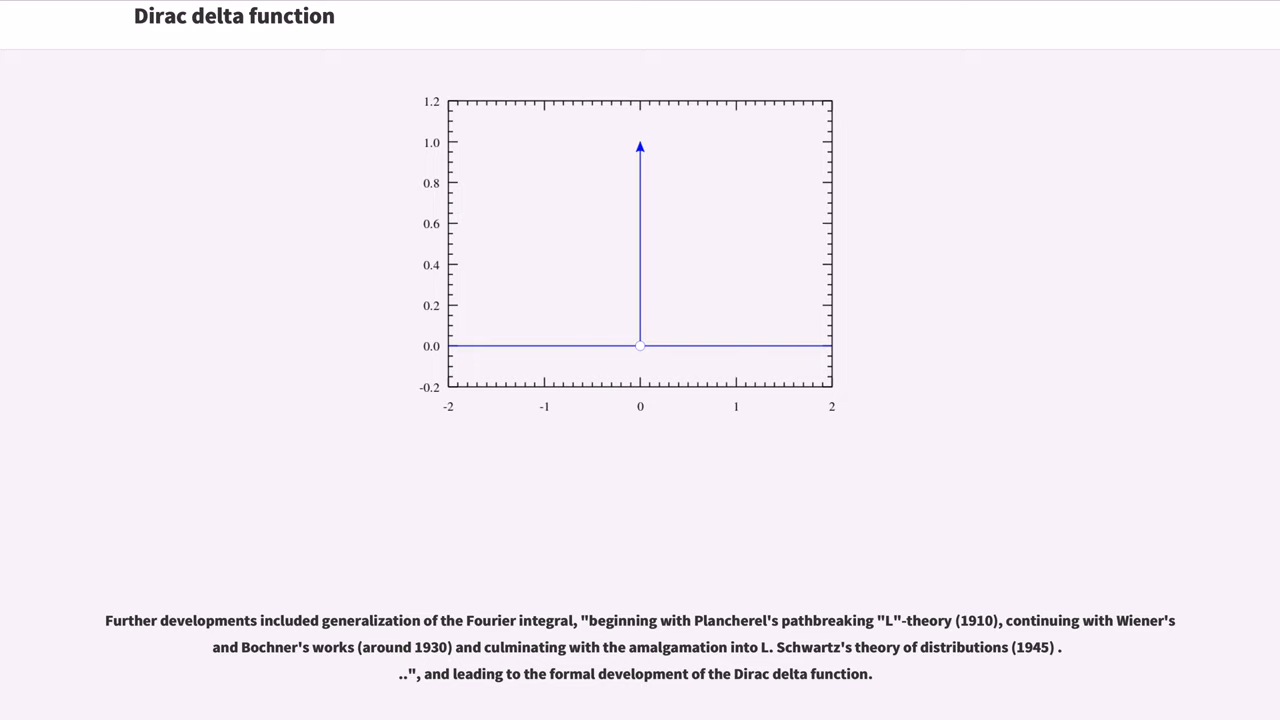 Dirac delta function
1.2
1.0
0.8
0.6
0.4
0.2
0.0
-0.2
-2 -1 0 1 2
Further developments included generalization of the Fourier integral, "beginning with Plancherel's pathbreaking "L"-theory (1910), continuing with Wiener's
and Bochner's works (around 1930) and culminating with the amalgamation into L. Schwartz's theory of distributions (1945) .
..", and leading to the formal development of the Dirac delta function.